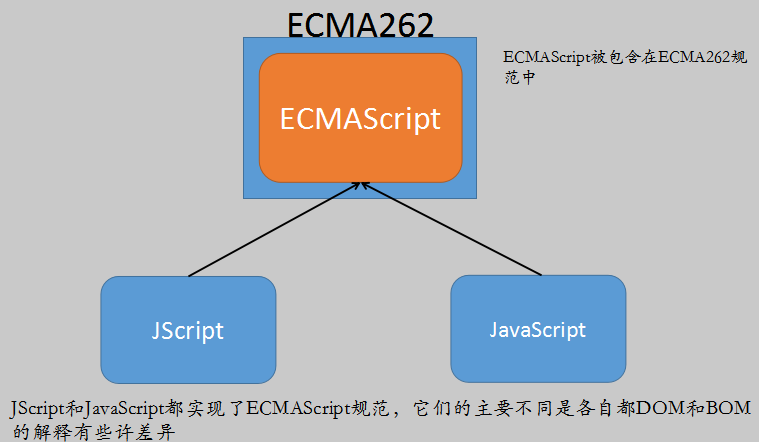 ECMA262
ECMAScript
ECMAScript被包含在ECMA262规
范中
JScript
JavaScript
JScript和JavaScript都实现了ECMAScript规范，它们的主要不同是各自都DOM和BOM
的解释有些许差异